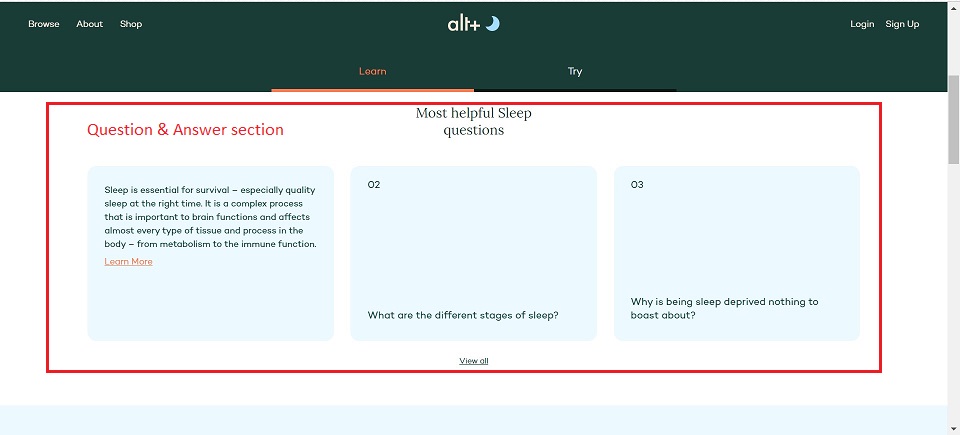 Browse About Shop
alt+
Login Sign Up
Learn
Try
Question & Answer section
Most helpful Sleep
questions
Sleep is essential for survival – especially quality
sleep at the right time. It is a complex process
that is important to brain functions and affects
almost every type of tissue and process in the
body – from metabolism to the immune function.
Learn More
02
What are the different stages of sleep?
03
Why is being sleep deprived nothing to
boast about?
View all